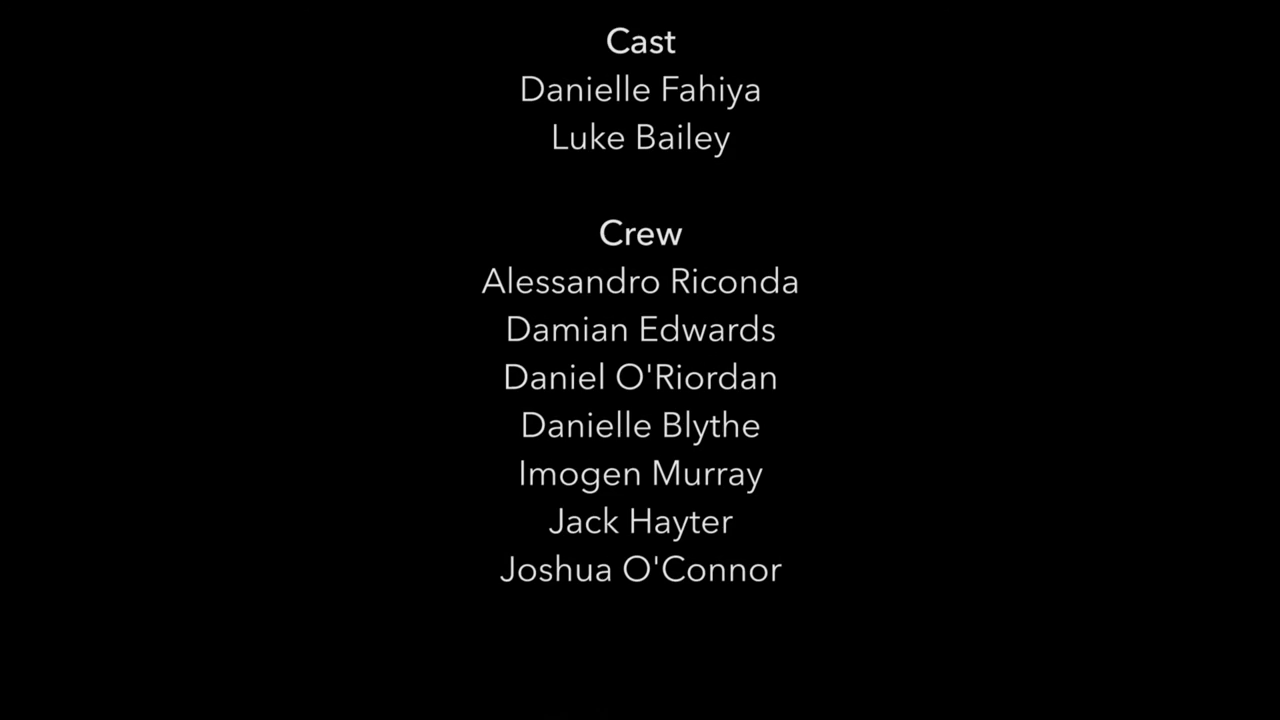 Cast
Danielle Fahiya
Luke Bailey
Crew
Alessandro Riconda
Damian Edwards
Daniel O'Riordan
Danielle Blythe
Imogen Murray
Jack Hayter
Joshua O'Connor